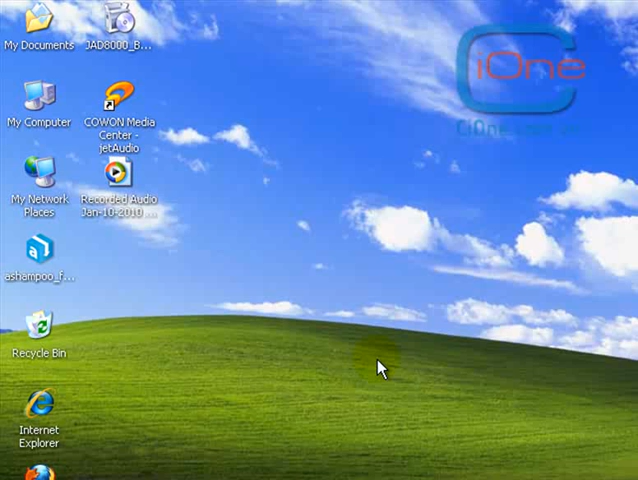 My Documents
JAD8000_B...
My Computer
COWON Media
Center -
jetAudio
My Network
Places
Recorded Audio
Jan-10-2010 ...
ashampoo_f...
Recycle Bin
Internet
Explorer
iOne